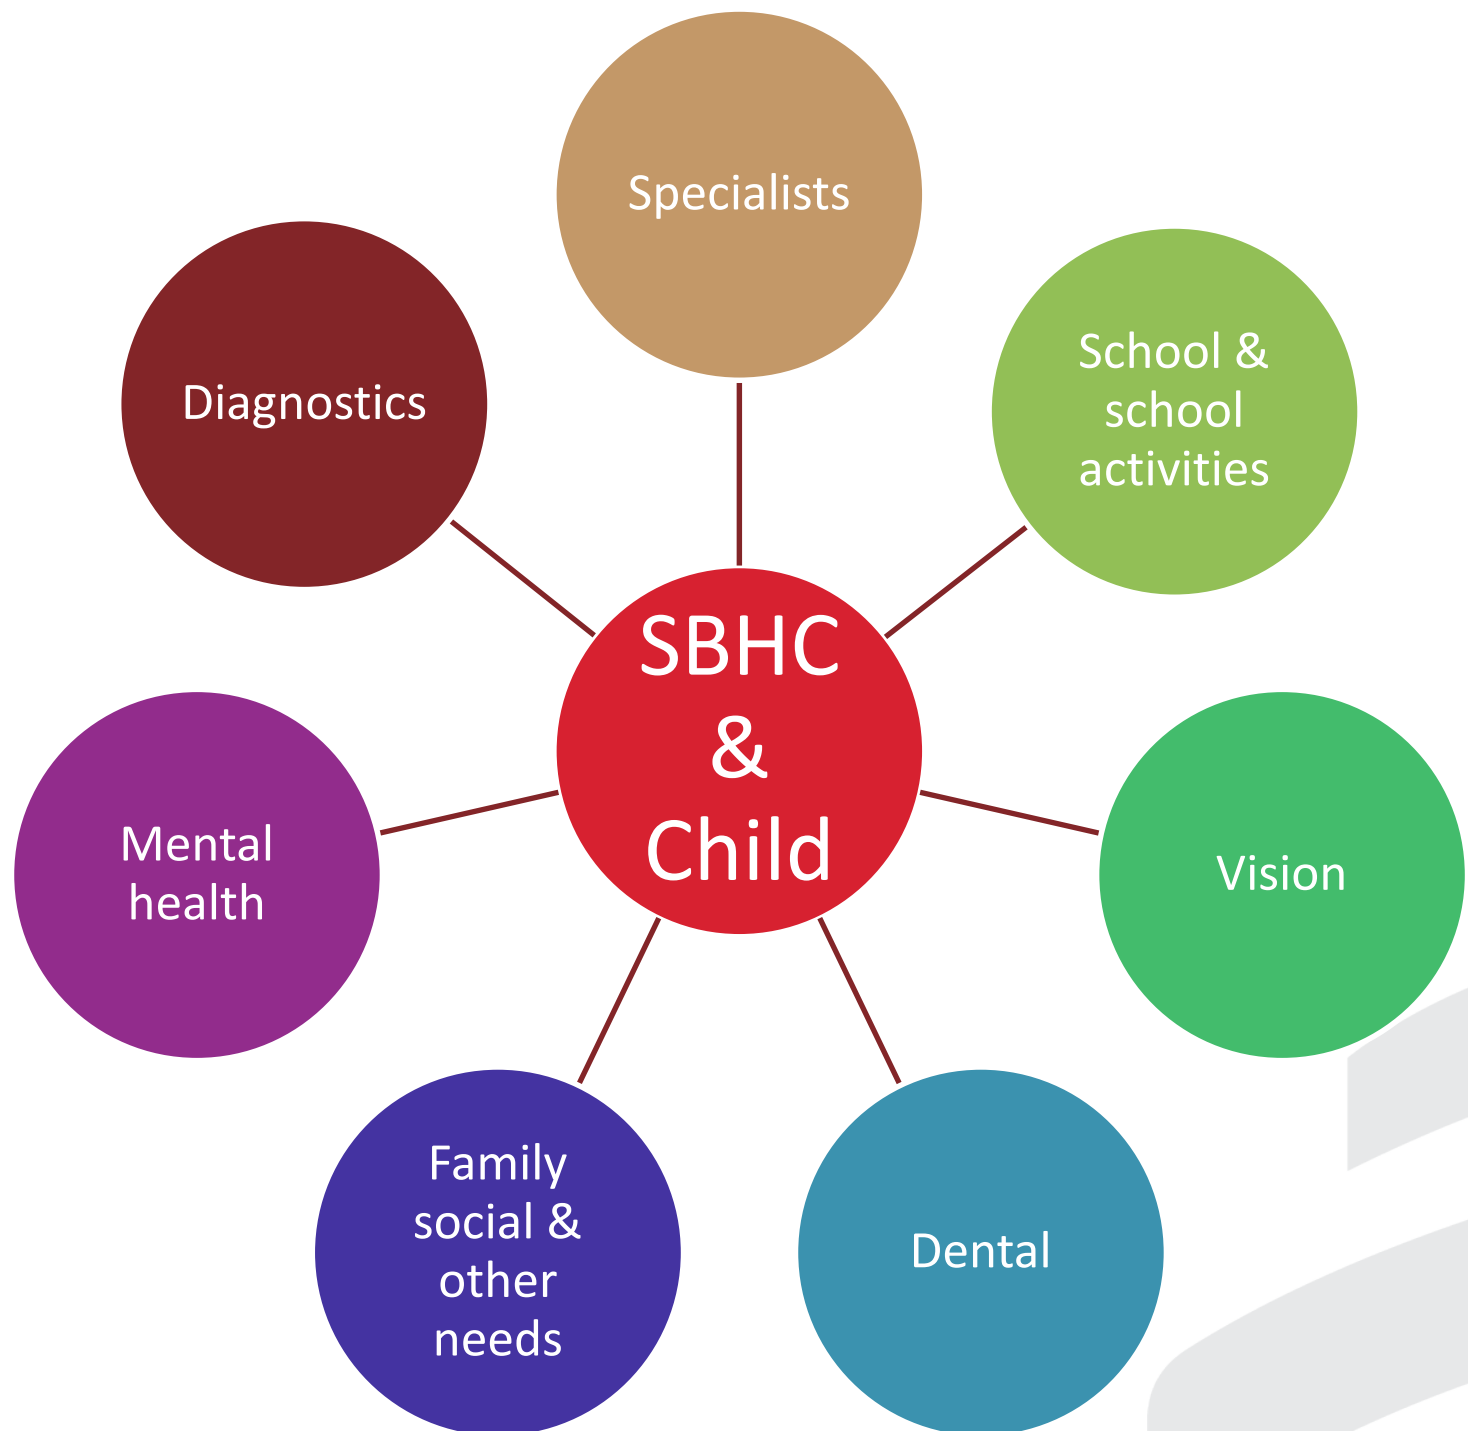 Specialists
School &
school
activities
Diagnostics
SBHC
&
Child
Mental
health
Vision
Family
social &
other
needs
Dental